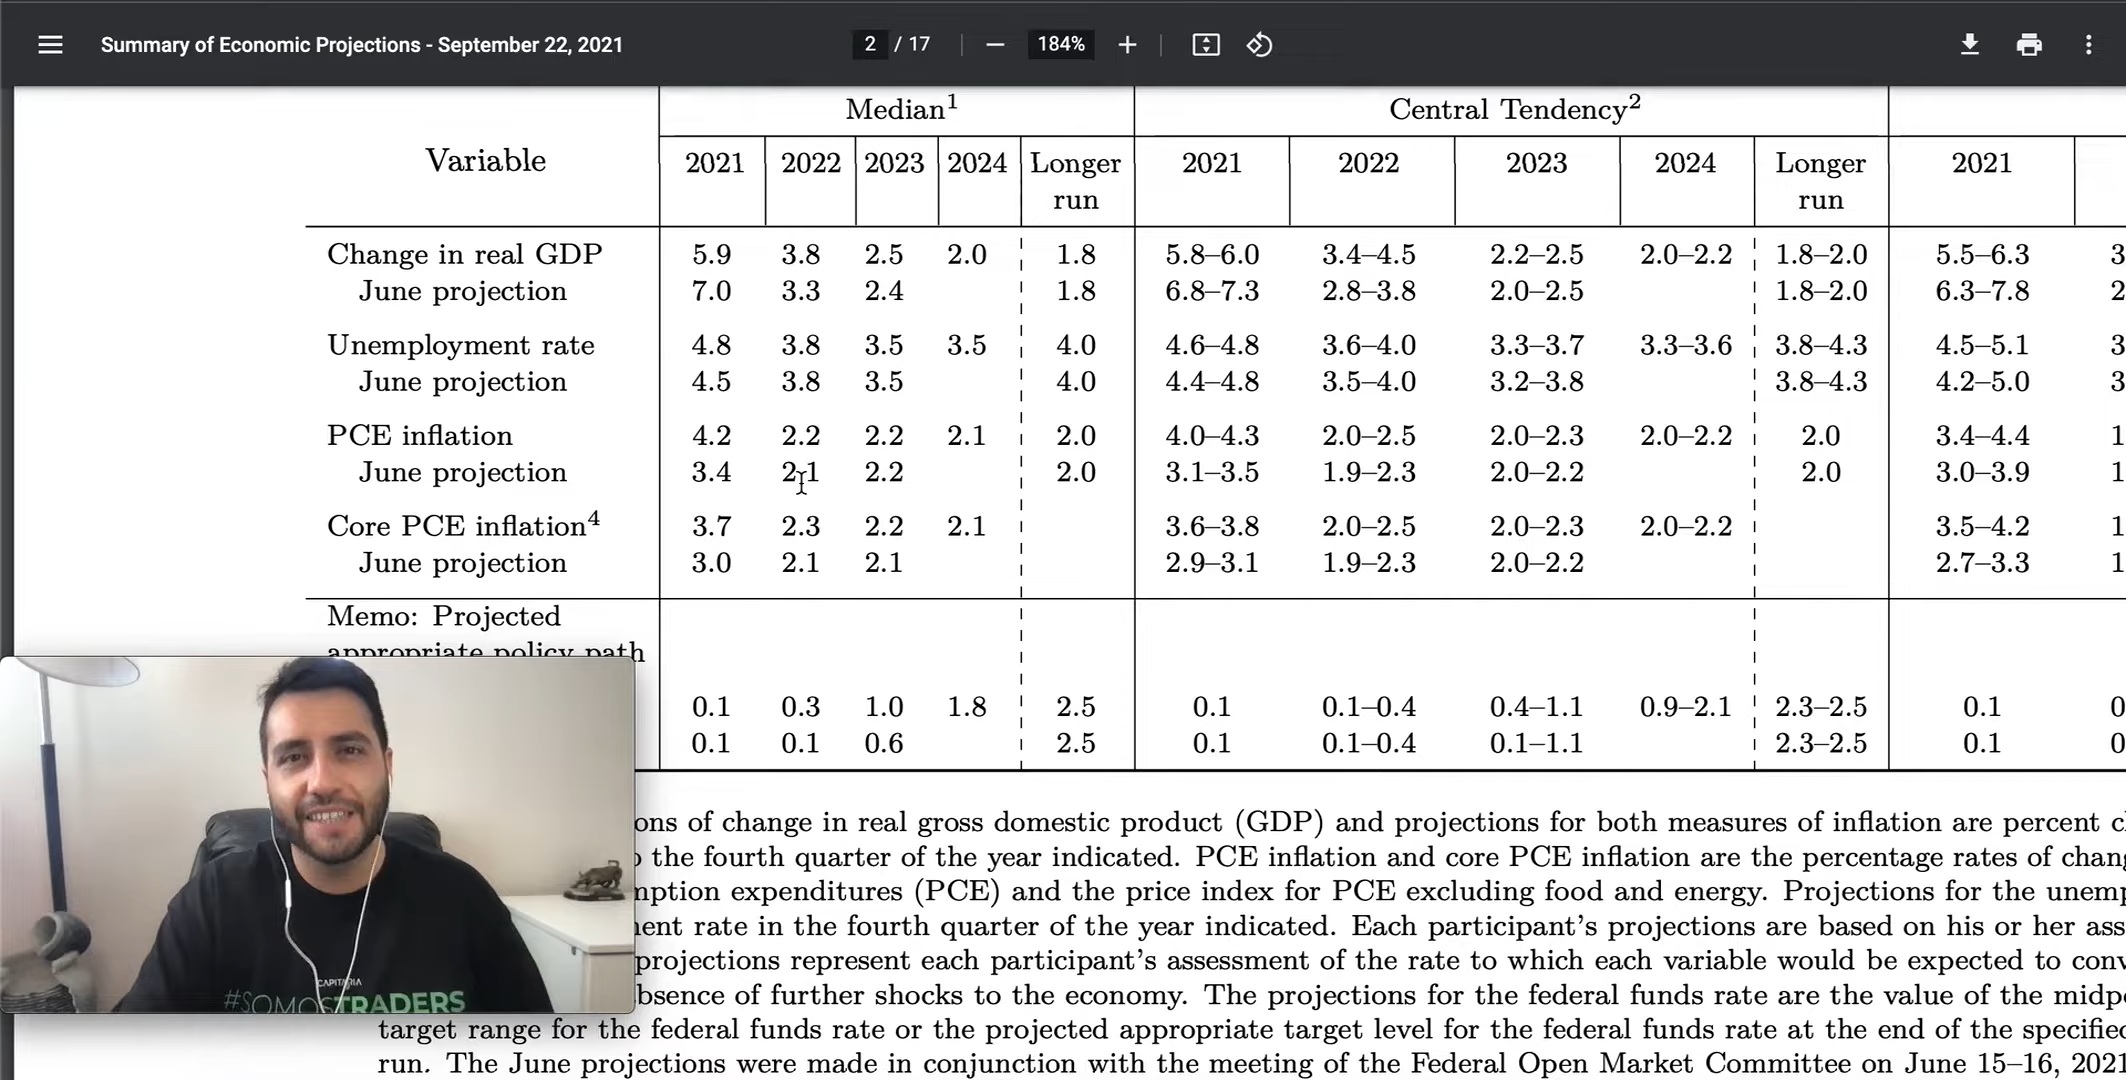 Summary of Economic Projections - September 22, 2021 2 / 17 184%
Median1 Central Tendency2
Variable 2021 2022 2023 2024 Longer run 2021 2022 2023 2024 Longer run 2021
Change in real GDP 5.9 3.8 2.5 2.0 1.8 5.8–6.0 3.4–4.5 2.2–2.5 2.0–2.2 1.8–2.0 5.5–6.3 3
June projection 7.0 3.3 2.4 1.8 6.8–7.3 2.8–3.8 2.0–2.5 1.8–2.0 6.3–7.8 2
Unemployment rate 4.8 3.8 3.5 3.5 4.0 4.6–4.8 3.6–4.0 3.3–3.7 3.3–3.6 3.8–4.3 4.5–5.1 3
June projection 4.5 3.8 3.5 4.0 4.4–4.8 3.5–4.0 3.2–3.8 3.8–4.3 4.2–5.0 3
PCE inflation 4.2 2.2 2.2 2.1 2.0 4.0–4.3 2.0–2.5 2.0–2.3 2.0–2.2 2.0 3.4–4.4 1
June projection 3.4 2.1 2.2 2.0 3.1–3.5 1.9–2.3 2.0–2.2 2.0 3.0–3.9 1
Core PCE inflation4 3.7 2.3 2.2 2.1 3.6–3.8 2.0–2.5 2.0–2.3 2.0–2.2 3.5–4.2 1
June projection 3.0 2.1 2.1 2.9–3.1 1.9–2.3 2.0–2.2 2.7–3.3 1
Memo: Projected
appropriate policy path
0.1 0.3 1.0 1.8 2.5 0.1 0.1–0.4 0.4–1.1 0.9–2.1 2.3–2.5 0.1 0
0.1 0.1 0.6 2.5 0.1 0.1–0.4 0.1–1.1 2.3–2.5 0.1 0
ons of change in real gross domestic product (GDP) and projections for both measures of inflation are percent
the fourth quarter of the year indicated. PCE inflation and core PCE inflation are the percentage rates of chang
mption expenditures (PCE) and the price index for PCE excluding food and energy. Projections for the unemp
ent rate in the fourth quarter of the year indicated. Each participant's projections are based on his or her ass
projections represent each participant's assessment of the rate to which each variable would be expected to conv
bsence of further shocks to the economy. The projections for the federal funds rate are the value of the midp
target range for the federal funds rate or the projected appropriate target level for the federal funds rate at the end of the specified
run. The June projections were made in conjunction with the meeting of the Federal Open Market Committee on June 15–16, 2021
CAPITARIA
#SOMOSTRADERS